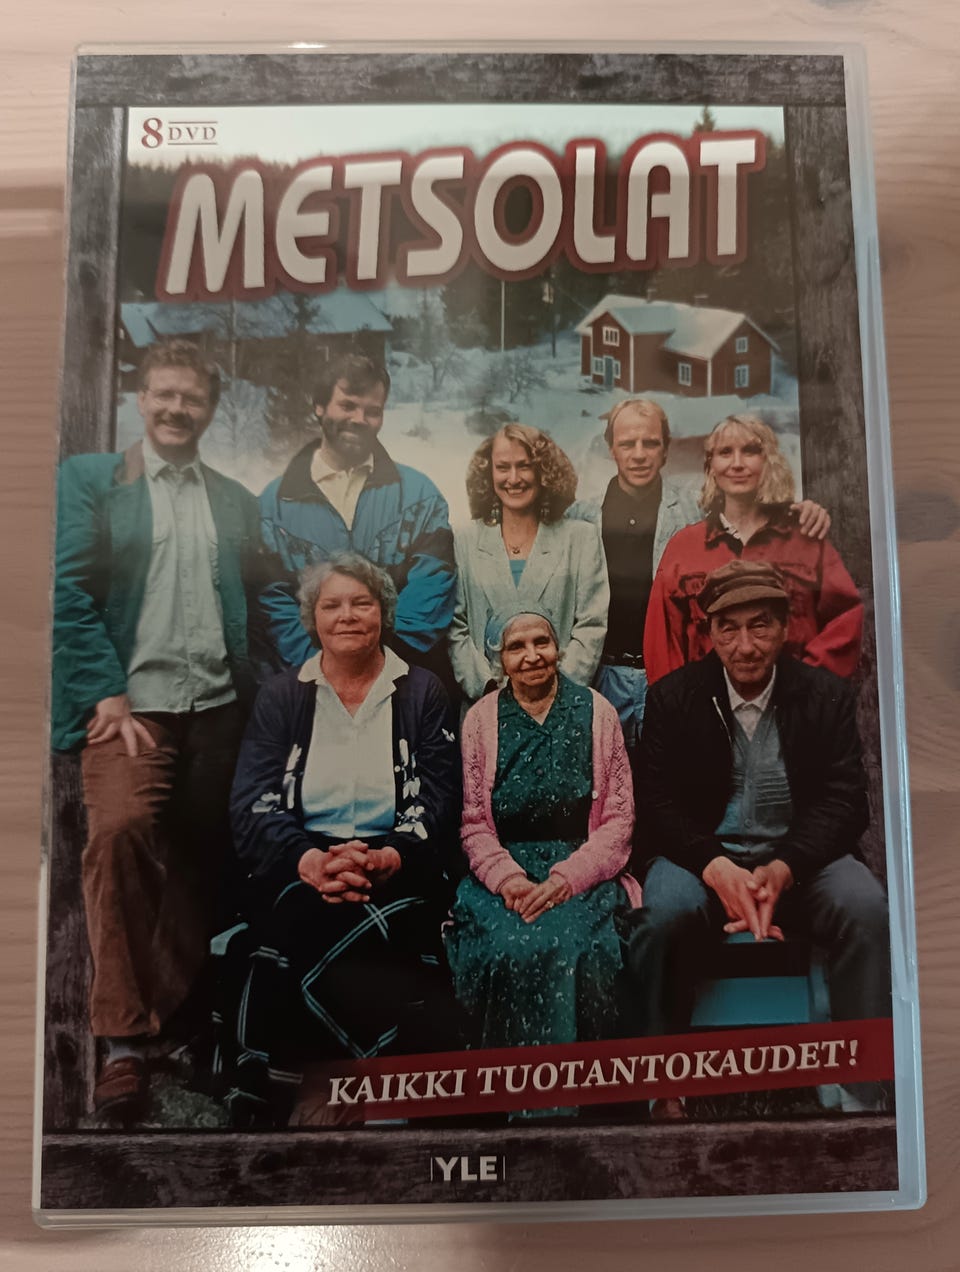 8 DVD
METSOLAT
KAIKKI TUOTANTOKAUDET!
YLE